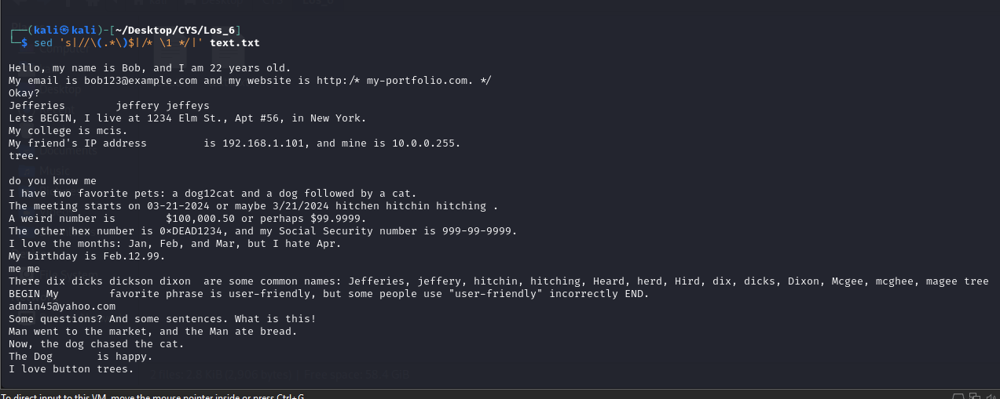 (kali㉿kali)-[~/Desktop/CYS/Los_6]
$ sed 's|//\(.*\)$|/* \1 */|' text.txt
Hello, my name is Bob, and I am 22 years old.
My email is bob123@example.com and my website is http:/* my-portfolio.com. */
Okay?
Jefferies        jeffery jeffeys
Lets BEGIN, I live at 1234 Elm St., Apt #56, in New York.
My college is mcis.
My friend's IP address         is 192.168.1.101, and mine is 10.0.0.255.
tree.
do you know me
I have two favorite pets: a dog12cat and a dog followed by a cat.
The meeting starts on 03-21-2024 or maybe 3/21/2024 hitchen hitchin hitching .
A weird number is        $100,000.50 or perhaps $99.9999.
The other hex number is 0×DEAD1234, and my Social Security number is 999-99-9999.
I love the months: Jan, Feb, and Mar, but I hate Apr.
My birthday is Feb.12.99.
me me
There dix dicks dickson dixon  are some common names: Jefferies, jeffery, hitchin, hitching, Heard, herd, Hird, dix, dicks, Dixon, Mcgee, mcghee, magee tree
BEGIN My        favorite phrase is user-friendly, but some people use "user-friendly" incorrectly END.
admin45@yahoo.com
Some questions? And some sentences. What is this!
Man went to the market, and the Man ate bread.
Now, the dog chased the cat.
The Dog       is happy.
I love button trees.
To direct input to this VM, move the mouse pointer inside or press Ctrl+G.